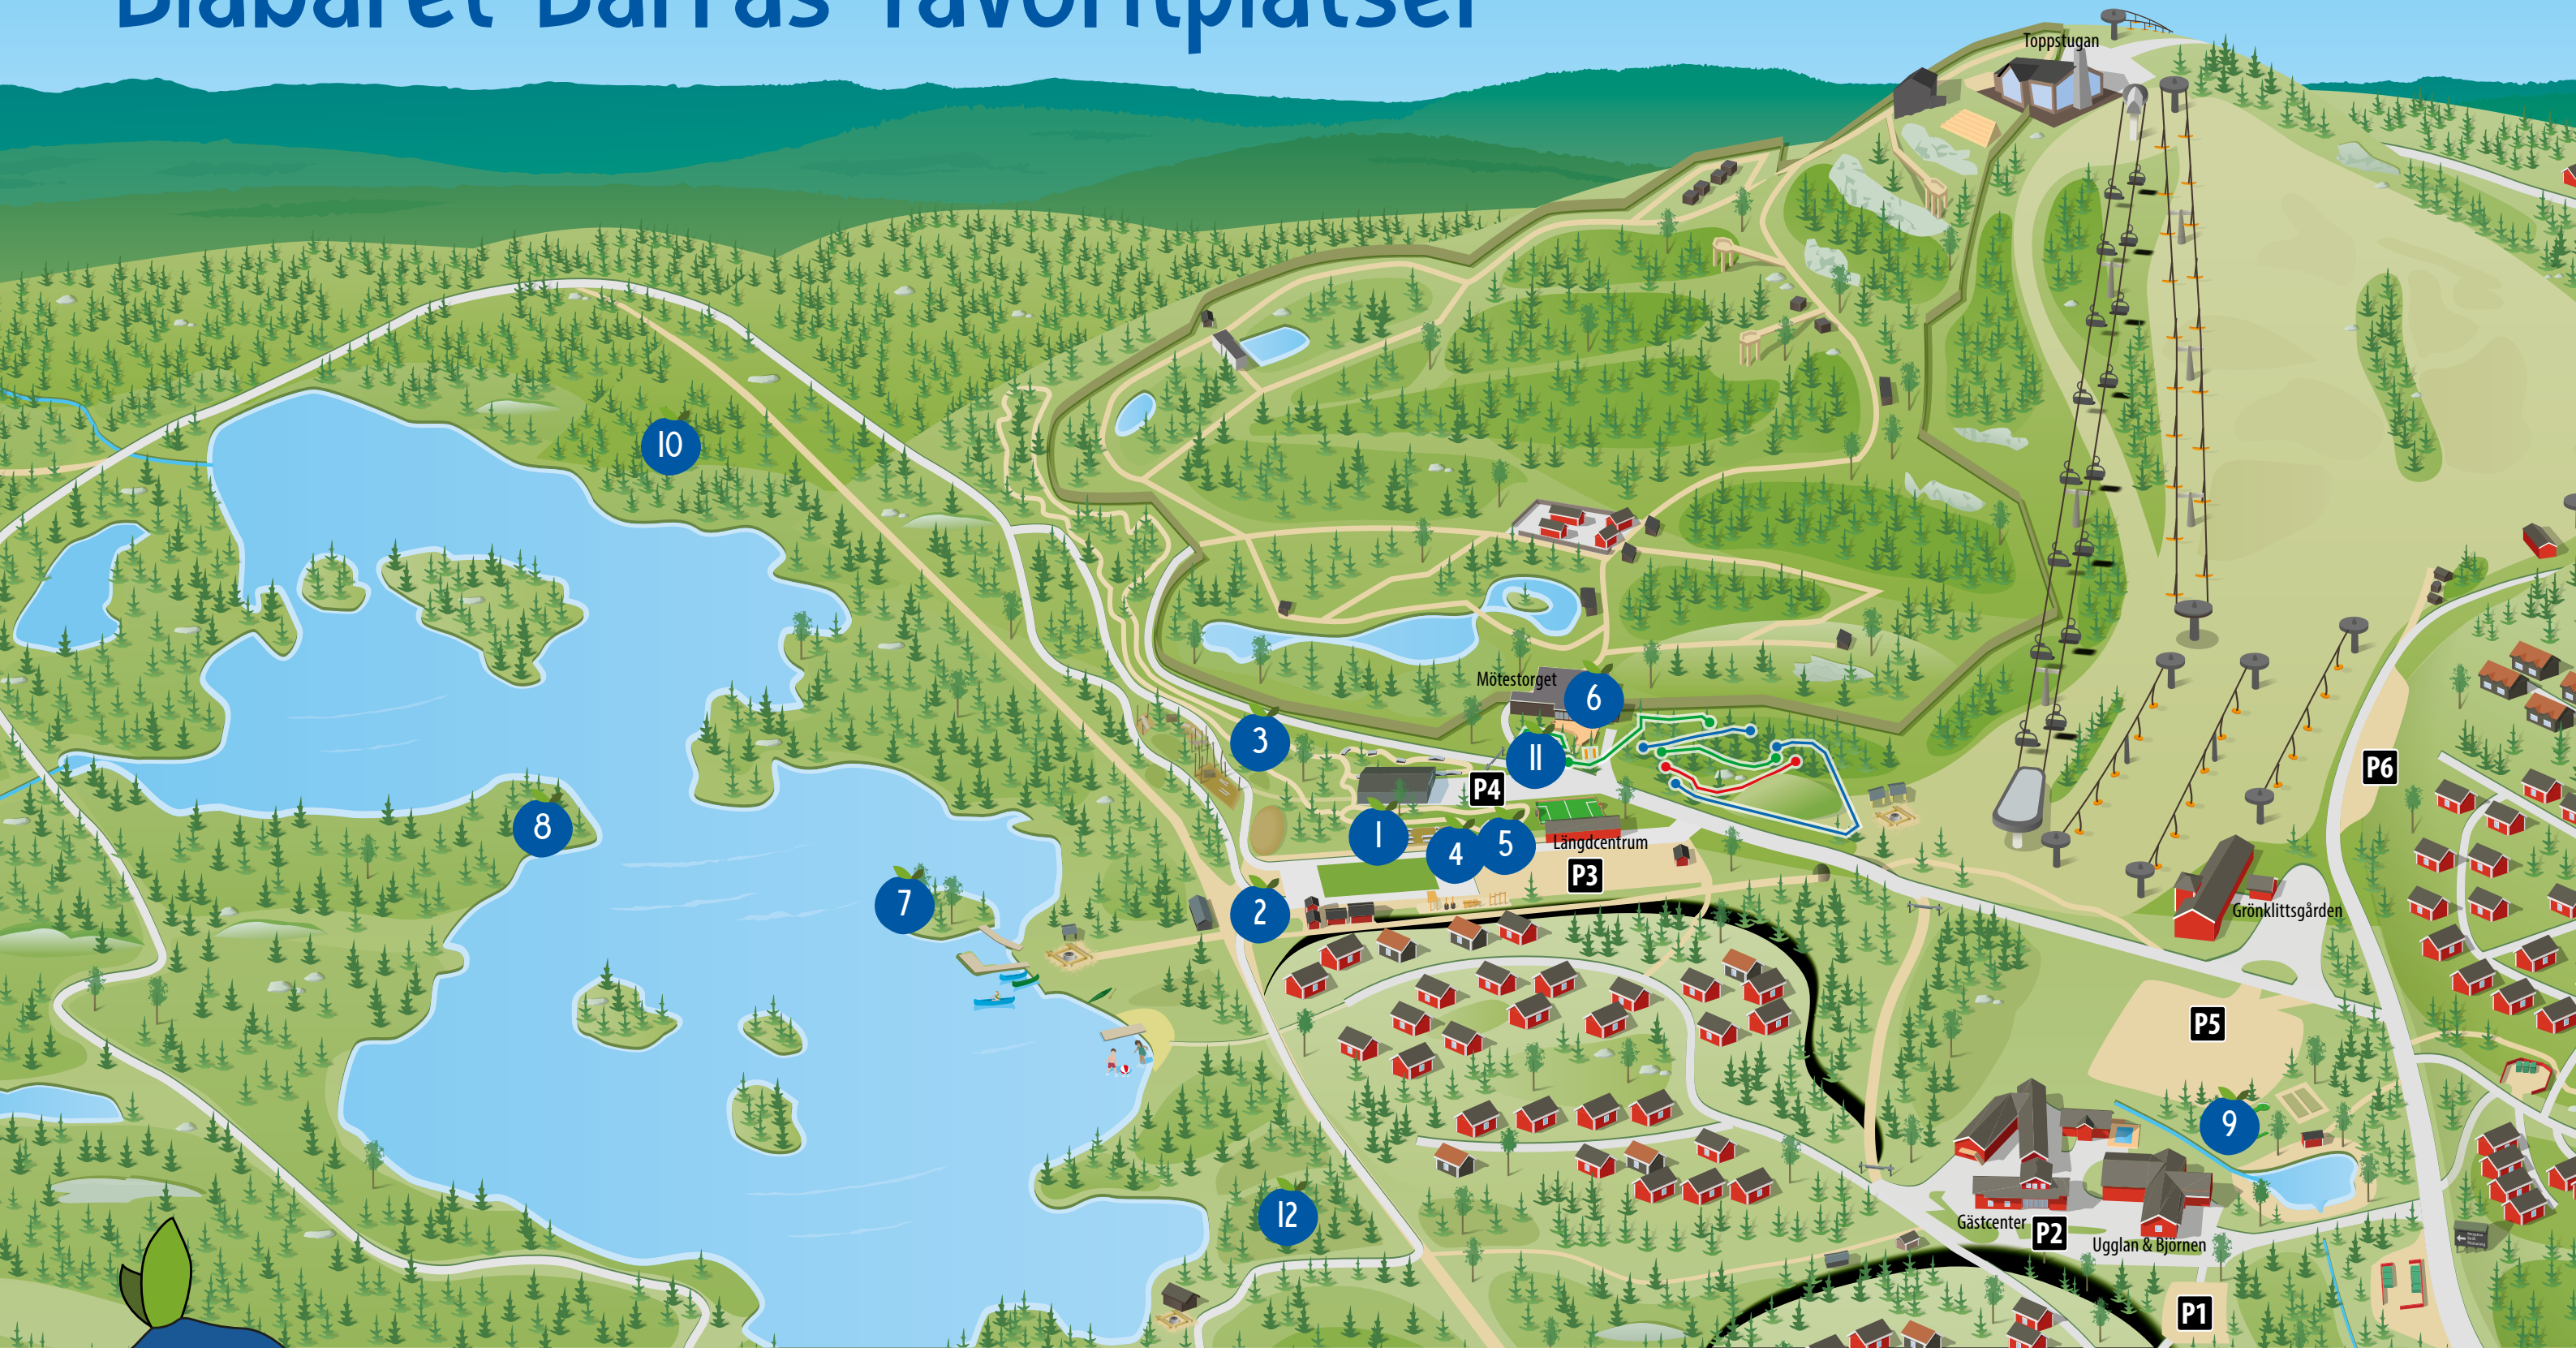 Blåbäret Barras favoritplatser
Toppstugan
10
Mötestorget
6
3
11
P4
P6
8
1
4
5
Längdcentrum
P3
7
2
Grönklittsgården
P5
9
12
Gästcenter
P2
Ugglan & Björnen
P1